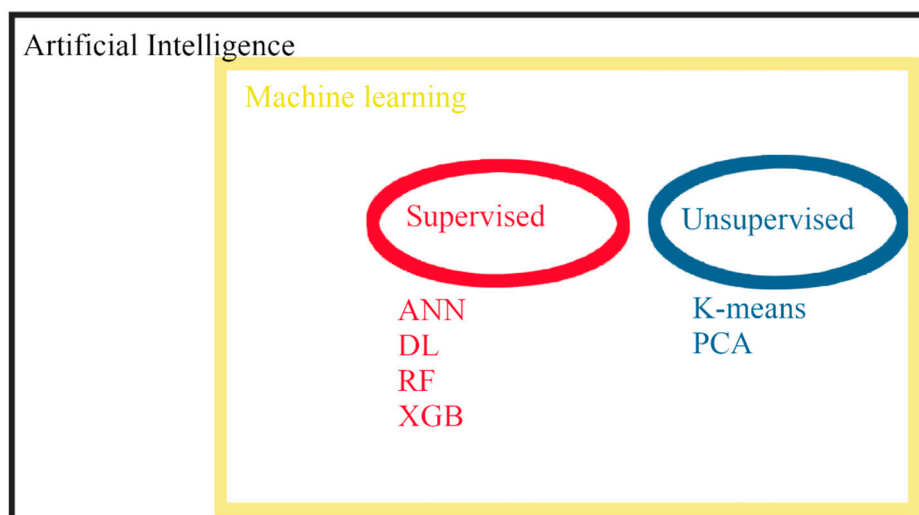 Artificial Intelligence
Machine learning
Supervised
Unsupervised
ANN
DL
RF
XGB
K-means
PCA